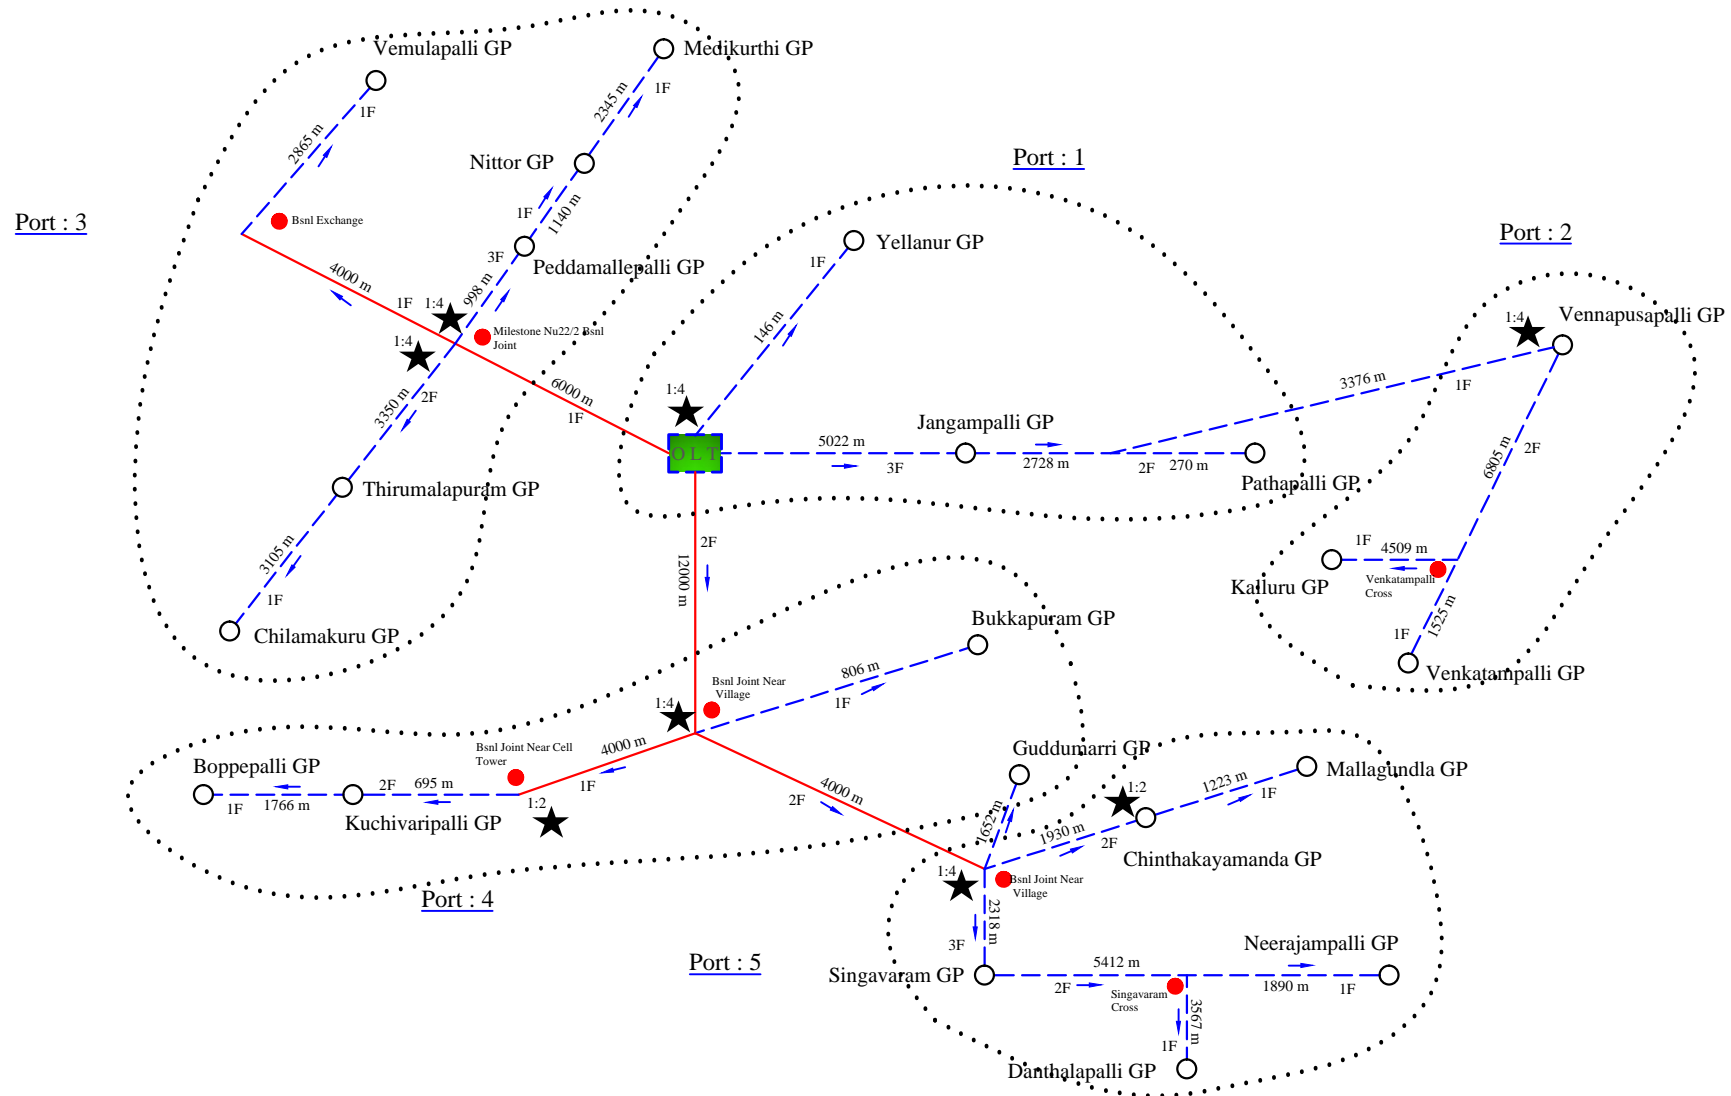 Vemulapalli GP
Medikurthi GP
1F
2865 m
2345 m
1F
Nittor GP
Port : 1
Port : 3
Bsnl Exchange
1F
1140 m
Yellanur GP
1F
Port : 2
4000 m
3F
Peddamallepalli GP
998 m
1F
1:4
Milestone Nu22/2 Bsnl
Joint
1:4
146 m
1:4
Vennapusapalli GP
3350 m
2F
6000 m
1F
1:4
3376 m
1F
O L T
Jangampalli GP
5022 m
3F
2728 m
2F
270 m
Pathapalli GP
6805 m
2F
Thirumalapuram GP
3105 m
1F
Chilamakuru GP
2F
12000 m
1F
4509 m
Kalluru GP
Venkatampalli
Cross
1525 m
1F
Venkatampalli GP
Bukkapuram GP
806 m
1F
Bsnl Joint Near
Village
1:4
Bsnl Joint Near Cell
Tower
4000 m
1F
Boppepalli GP
1F
1766 m
2F
695 m
Kuchivaripalli GP
1:2
4000 m
2F
Guddumarri GP
1652 m
1:2
1223 m
1F
Mallagundla GP
1930 m
2F
Chinthakayamanda GP
Port : 4
1:4
Bsnl Joint Near
Village
2318 m
3F
Port : 5
Singavaram GP
5412 m
2F
Singavaram
Cross
Neerajampalli GP
1890 m
1F
3567 m
1F
Danthalapalli GP